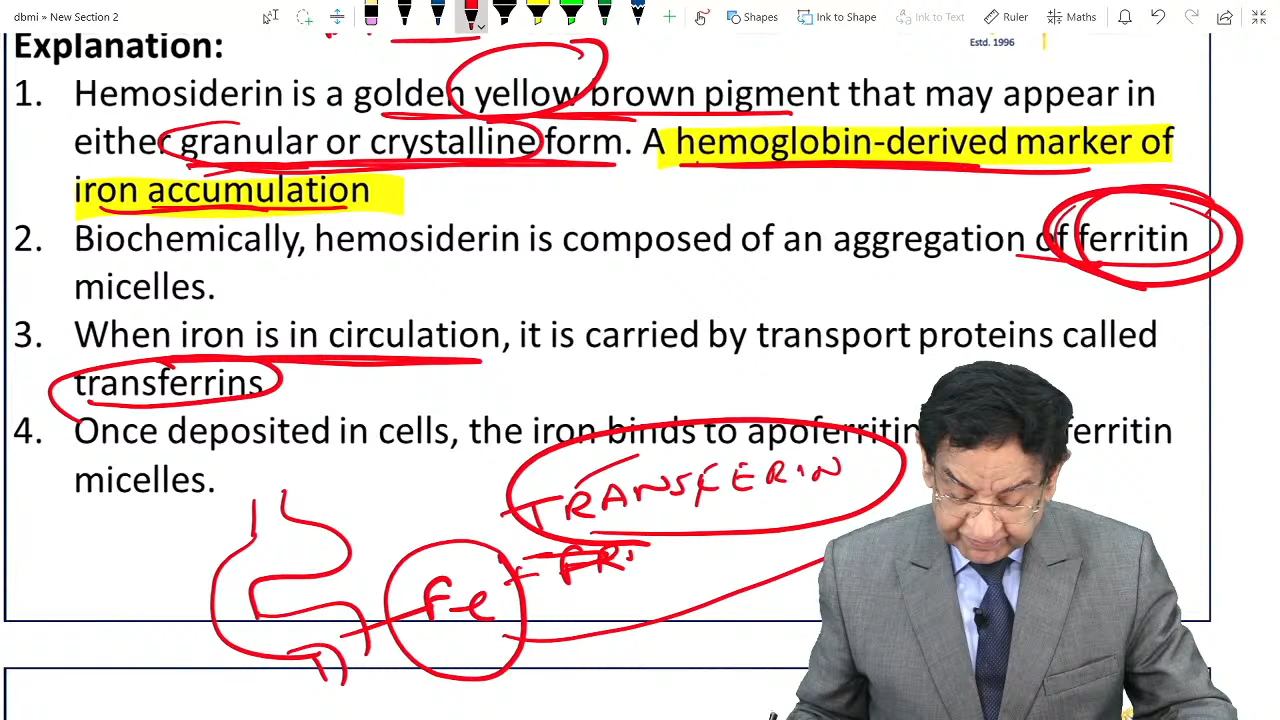 dbmi » New Section 2
Shapes
Ink to Shape
Ink to Text
Ruler
Maths
Explanation:
Estd. 1996
1. Hemosiderin is a golden yellow brown pigment that may appear in
either granular or crystalline form. A hemoglobin-derived marker of
iron accumulation
2. Biochemically, hemosiderin is composed of an aggregation of ferritin
micelles.
3. When iron is in circulation, it is carried by transport proteins called
transferrins
4. Once deposited in cells, the iron binds to apoferritin ferritin
micelles.
TRANSFERIN
Fe